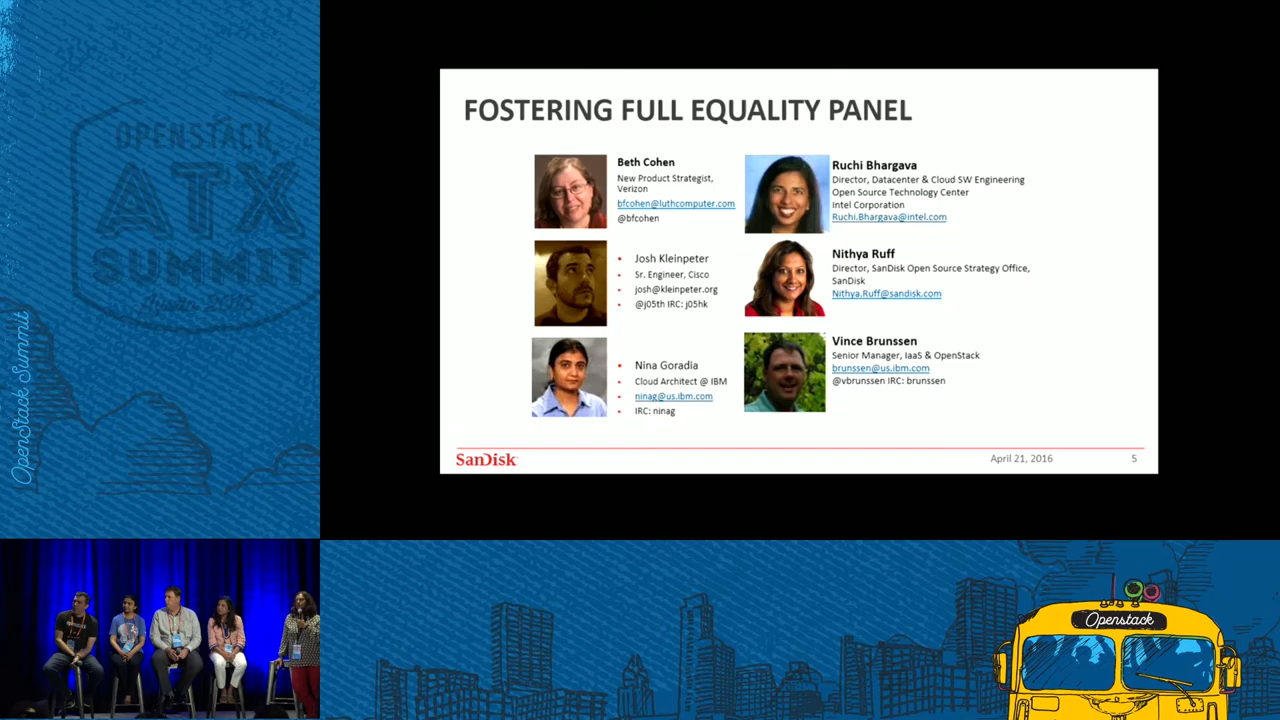 OPENSTACK
ATX
SUMMIT
OpenStack Summit
FOSTERING FULL EQUALITY PANEL
Beth Cohen
New Product Strategist,
Verizon
bfcohen@luthcomputer.com
@bfcohen
• Josh Kleinpeter
• Sr. Engineer, Cisco
• josh@kleinpeter.org
• @j05th IRC: j05hk
• Nina Goradia
• Cloud Architect @ IBM
• ninag@us.ibm.com
• IRC: ninag
Ruchi Bhargava
Director, Datacenter & Cloud SW Engineering
Open Source Technology Center
Intel Corporation
Ruchi.Bhargava@intel.com
Nithya Ruff
Director, SanDisk Open Source Strategy Office,
SanDisk
Nithya.Ruff@sandisk.com
Vince Brunssen
Senior Manager, IaaS & OpenStack
brunssen@us.ibm.com
@vbrunssen IRC: brunssen
SanDisk
April 21, 2016
5
Openstack